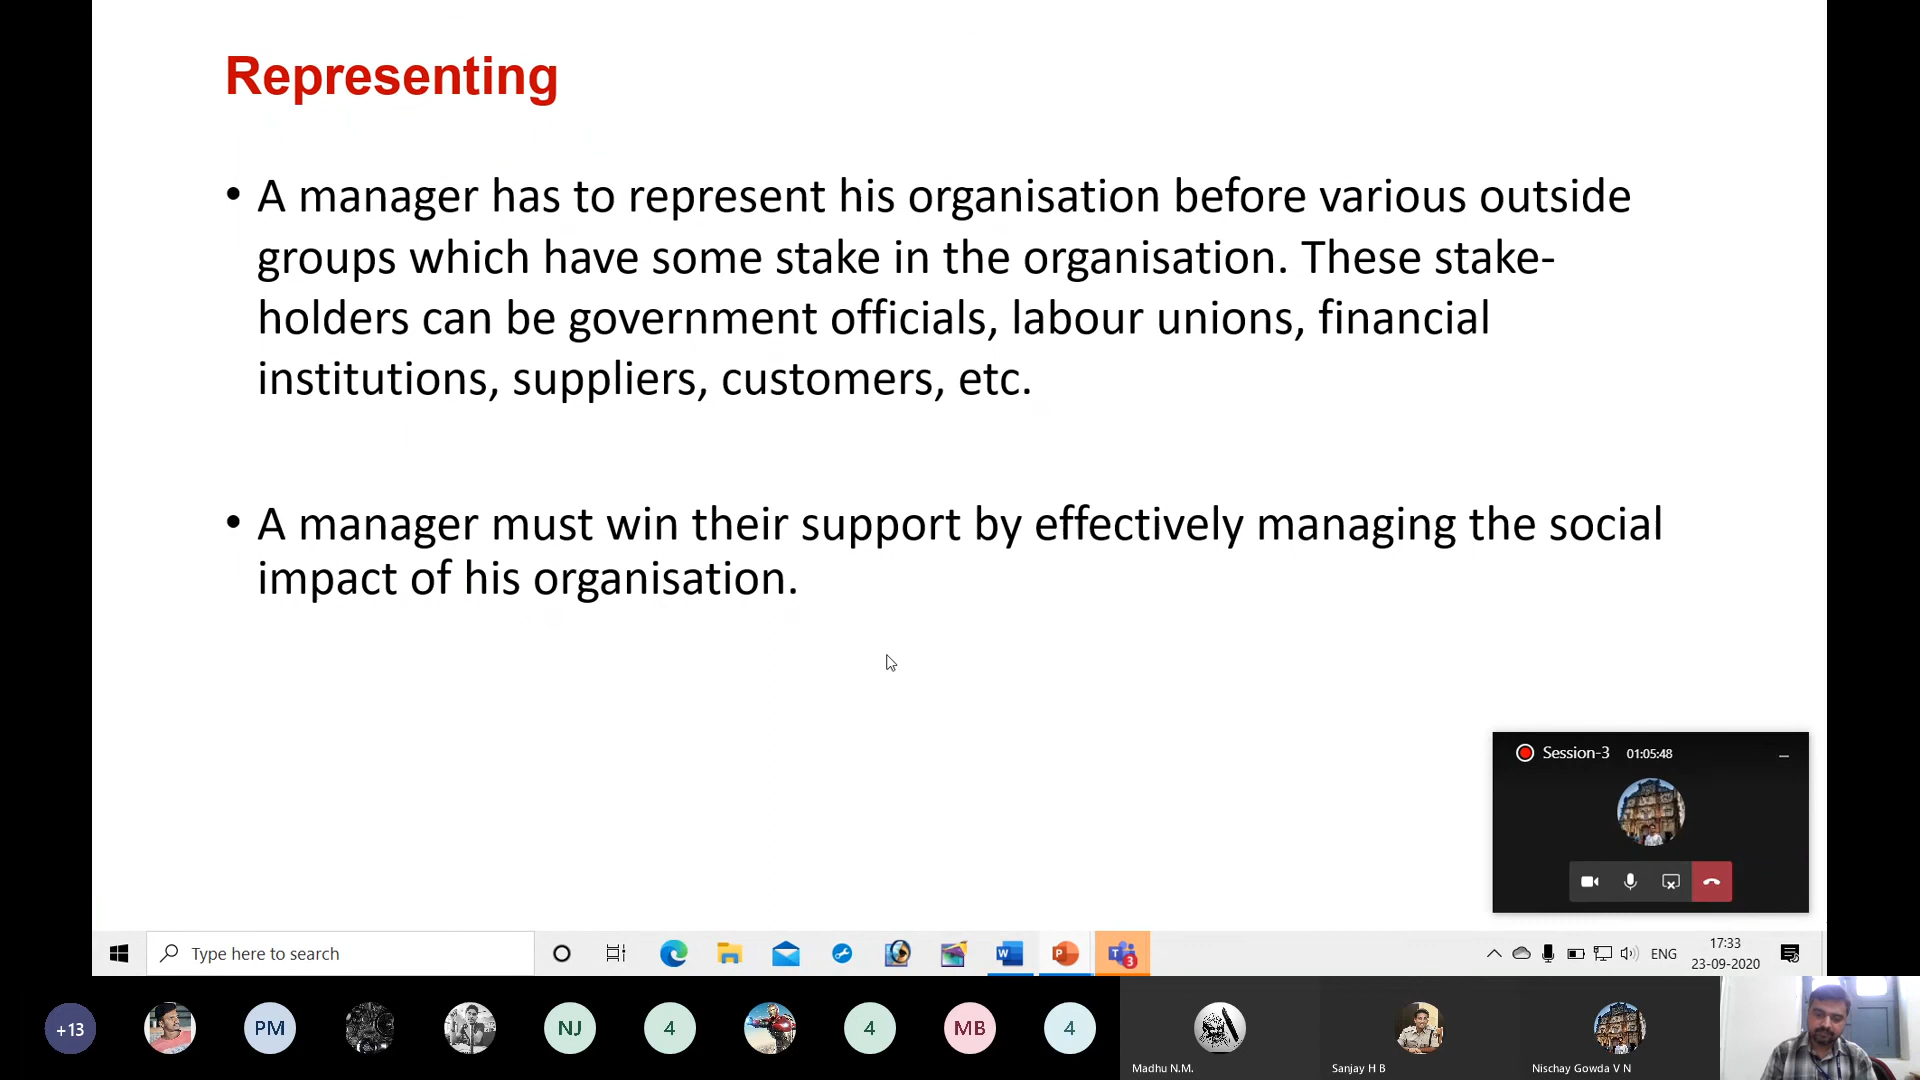 Representing
• A manager has to represent his organisation before various outside
groups which have some stake in the organisation. These stake-
holders can be government officials, labour unions, financial
institutions, suppliers, customers, etc.
• A manager must win their support by effectively managing the social
impact of his organisation.
Session-3 01:05:48
Type here to search
W
P
T
3
ENG
17:33
23-09-2020
+13
PM
NJ
4
4
MB
4
Madhu N.M.
Sanjay H B
Nischay Gowda V N